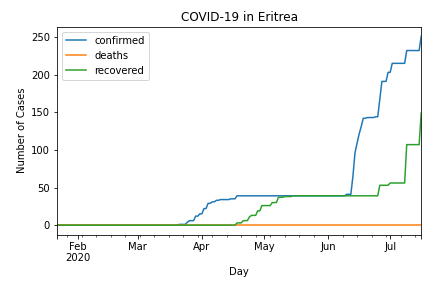 COVID-19 in Eritrea
250
200
150
100
50
0
Number of Cases
confirmed
deaths
recovered
Feb
2020
Mar
Apr
May
Jun
Jul
Day